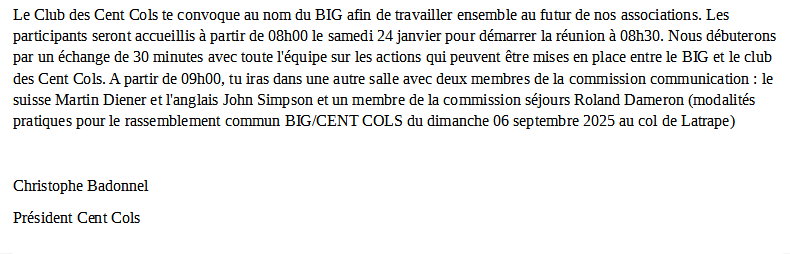 Le Club des Cent Cols te convoque au nom du BIG afin de travailler ensemble au futur de nos associations. Les
participants seront accueillis à partir de 08h00 le samedi 24 janvier pour démarrer la réunion à 08h30. Nous débuterons
par un échange de 30 minutes avec toute l'équipe sur les actions qui peuvent être mises en place entre le BIG et le club
des Cent Cols. A partir de 09h00, tu iras dans une autre salle avec deux membres de la commission communication : le
suisse Martin Diener et l'anglais John Simpson et un membre de la commission séjours Roland Dameron (modalités
pratiques pour le rassemblement commun BIG/CENT COLS du dimanche 06 septembre 2025 au col de Latrape)
Christophe Badonnel
Président Cent Cols